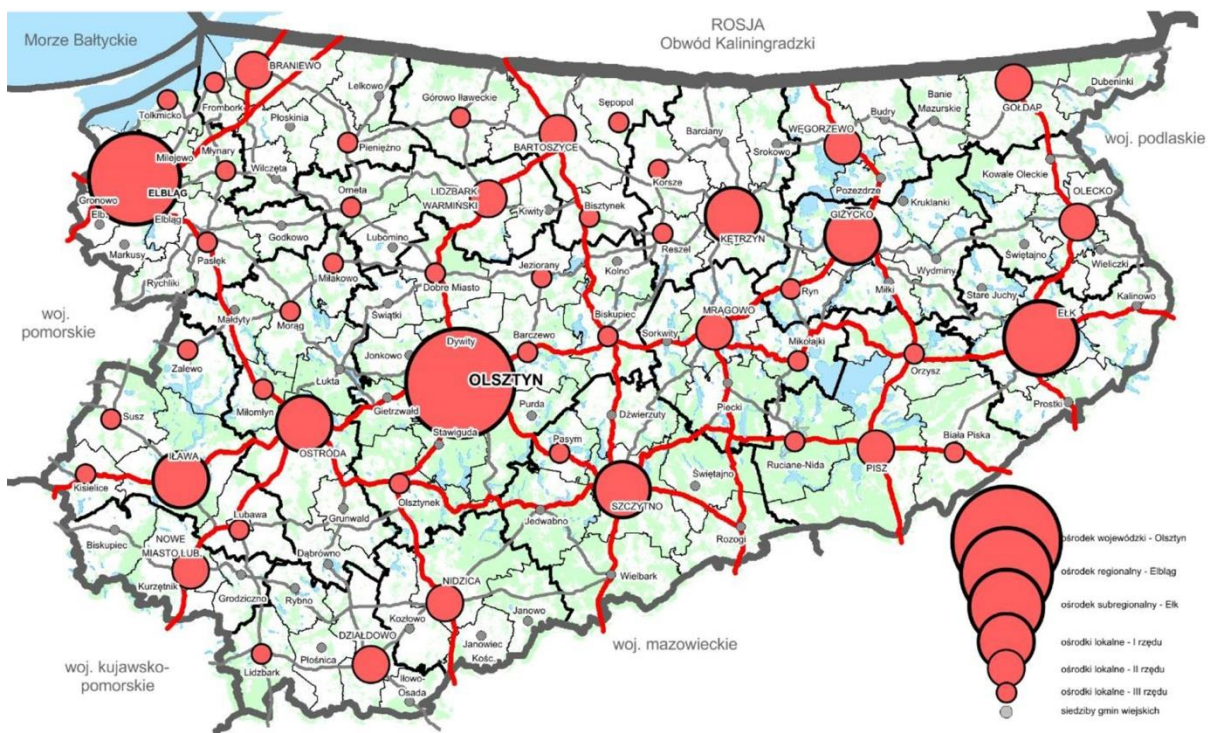 Morze Bałtyckie
ROSJA
Obwód Kaliningradzki
BRANIEWO
Frombork
Tolkmicko
Lelkowo
Płoskinia
Górowo Iławeckie
Sępopol
BARTOSZYCE
Barciany
Srokowo
WĘGORZEWO
Budry
Banie
Mazurskie
GOŁDAP
Dubeninki
woj. podlaskie
Młynary
Milejewo
Wilczęta
Pieniężno
ELBLĄG
Gronowo
Elb.
Elbląg
Markusy
Rychliki
Pasłęk
Godkowo
Orneta
Lubomino
LIDZBARK
WARMIŃSKI
Kiwity
Bisztynek
Korsze
Reszel
KĘTRZYN
Pozezdrze
GIŻYCKO
Kruklanki
Kowale Oleckie
OLECKO
Świętajno
Wieliczki
Wydminy
Stare Juchy
Kalinowo
EŁK
Miłakowo
Dobre Miasto
Jeziorany
Kolno
Ryn
Miłki
woj.
pomorskie
Małdyty
Morąg
Świątki
Zalewo
Jonkowo
Dywity
Barczewo
Biskupiec
Sorkwity
MRĄGOWO
Mikołajki
Orzysz
Prostki
OLSZTYN
Łukta
Gietrzwałd
Stawiguda
Purda
Dźwierzuty
Piecki
Susz
Miłomłyn
OSTRÓDA
IŁAWA
Kisielice
Pasym
Świętajno
Ruciane-Nida
PISZ
Biała Piska
Olsztynek
SZCZYTNO
Jedwabno
Rozogi
Biskupiec
NOWE
MIASTO LUB.
Lubawa
Grunwald
Dąbrówno
Kurzętnik
Grodziczno
Rybno
NIDZICA
Wielbark
Kozłowo
Janowo
Janowiec
Kośc.
DZIAŁDOWO
Płośnica
Lidzbark
Iłowo-
Osada
woj. kujawsko-
pomorskie
woj. mazowieckie
ośrodek wojewódzki - Olsztyn
ośrodek regionalny - Elbląg
ośrodek subregionalny - Ełk
ośrodki lokalne - I rzędu
ośrodki lokalne - II rzędu
ośrodki lokalne - III rzędu
siedziby gmin wiejskich